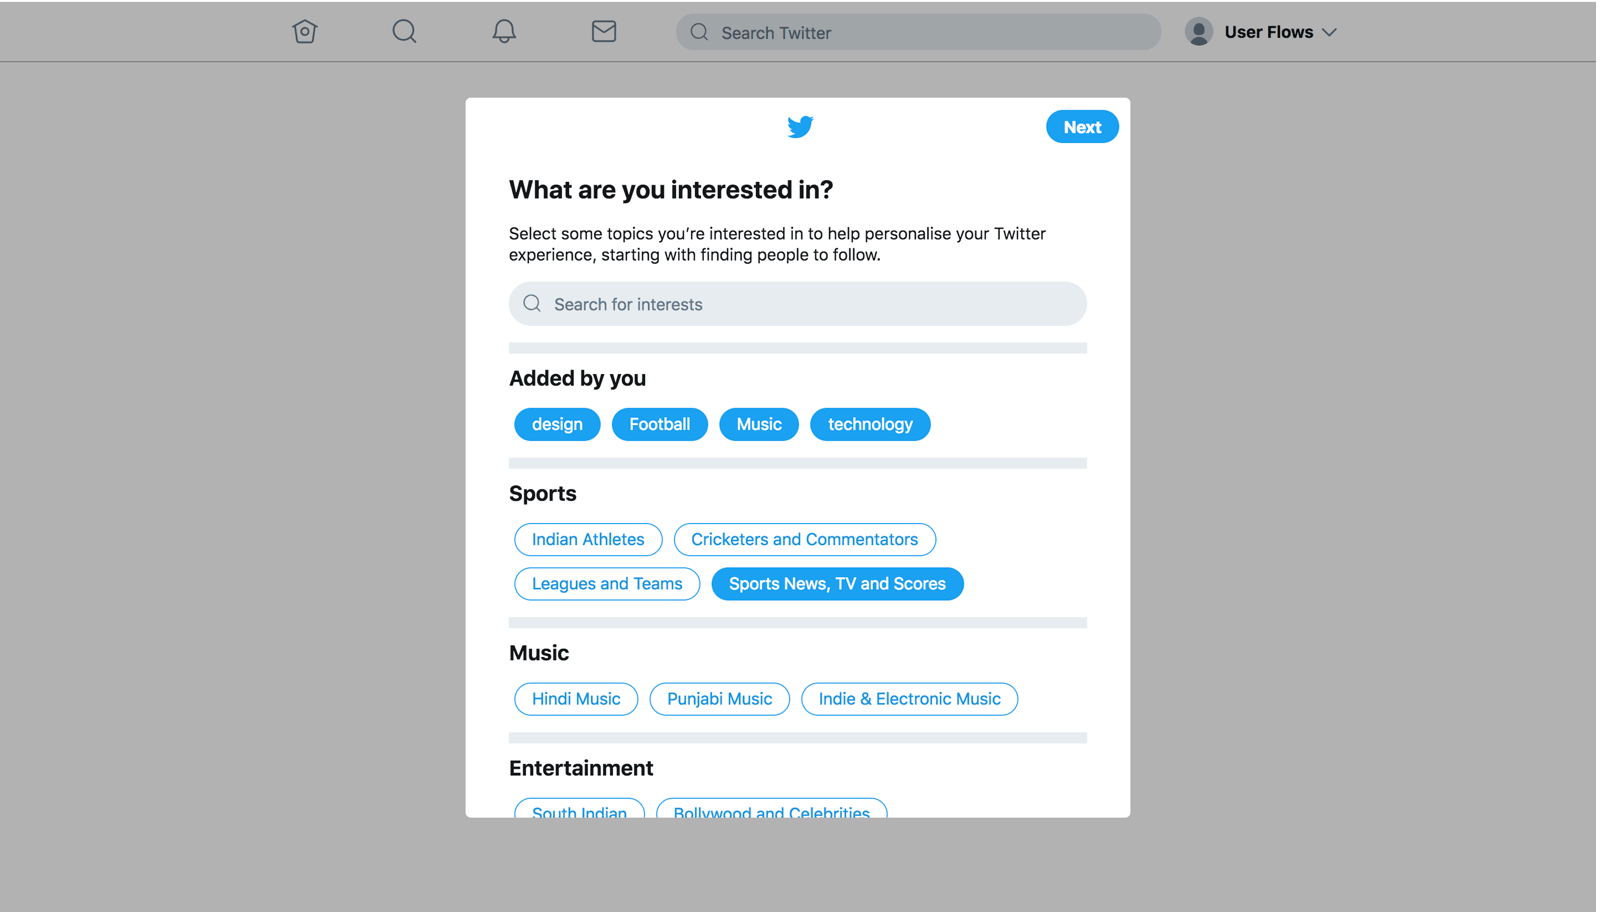 Search Twitter
User Flows
Next
What are you interested in?
Select some topics you’re interested in to help personalise your Twitter
experience, starting with finding people to follow.
Search for interests
Added by you
design Football Music technology
Sports
Indian Athletes Cricketers and Commentators
Leagues and Teams Sports News, TV and Scores
Music
Hindi Music Punjabi Music Indie & Electronic Music
Entertainment
South Indian Bollywood and Celebrities